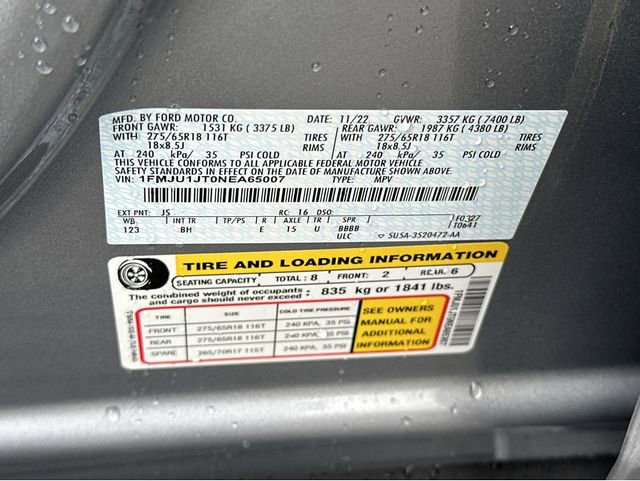 MFD. BY FORD MOTOR CO. DATE: 11/22 GVWR: 3357 KG (7400 LB)
FRONT GAWR: 1531 KG (3375 LB) REAR GAWR: 1987 KG (4380 LB)
WITH 275/65R18 116T TIRES WITH 275/65R18 116T TIRES
18x8.5J RIMS 18x8.5J RIMS
AT 240 kPa/ 35 PSI COLD AT 240 kPa/ 35 PSI COLD
THIS VEHICLE CONFORMS TO ALL APPLICABLE FEDERAL MOTOR VEHICLE
SAFETY STANDARDS IN EFFECT ON THE DATE OF MANUFACTURE SHOWN ABOVE.
VIN: 1FMJU1JT0NEA65007 TYPE: MPV
EXT PNT: JS RC: 16 DSO: F0327
WB INT TR TP/PS R AXLE TR SPR T0641
123 BH E 15 U BBBB
ULC 5U5A-3520472-AA
TIRE AND LOADING INFORMATION
SEATING CAPACITY TOTAL: 8 FRONT: 2 REAR: 6
The combined weight of occupants and cargo should never exceed: 835 kg or 1841 lbs.
TIRE SIZE COLD TIRE PRESSURE
FRONT 275/65R18 116T 240 KPA, 35 PSI
REAR 275/65R18 116T 240 KPA, 35 PSI
SPARE 265/70R17 115T 240 KPA, 35 PSI
SEE OWNERS
MANUAL FOR
ADDITIONAL
INFORMATION